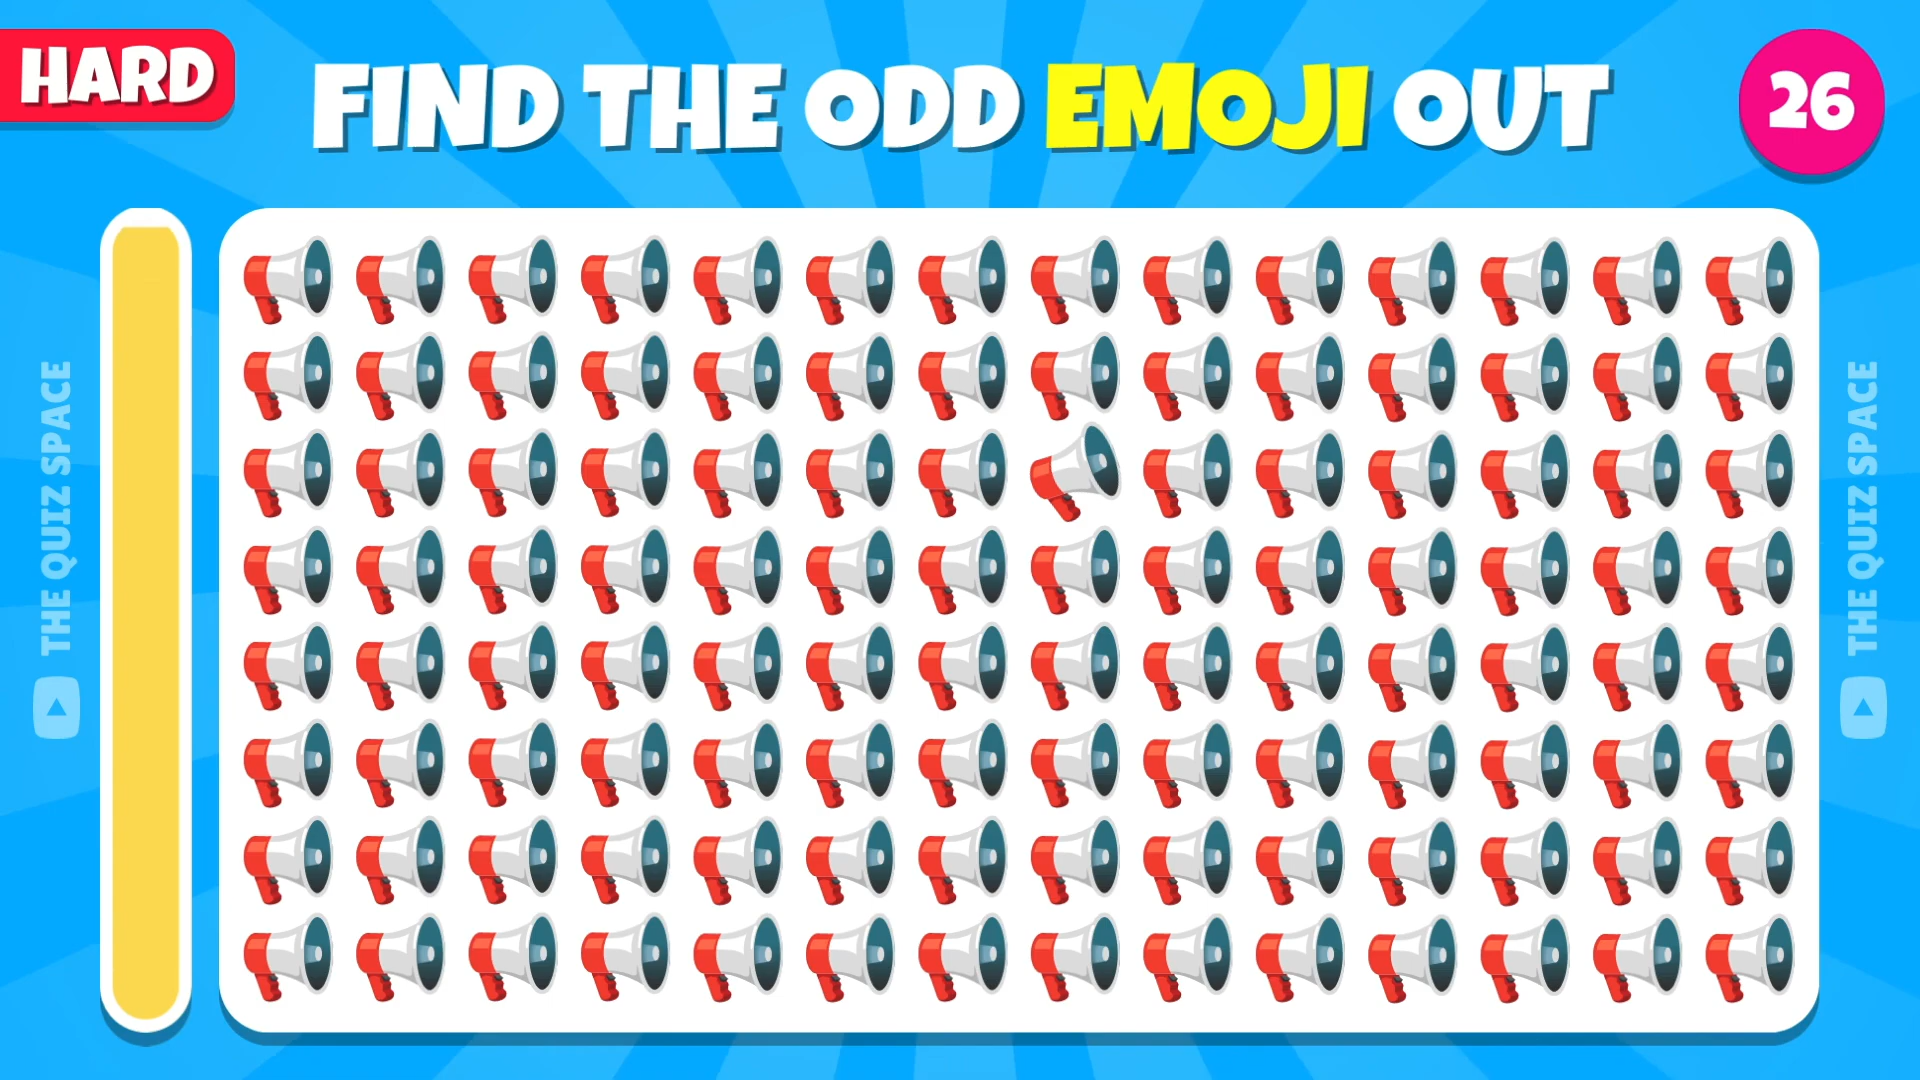 HARD
FIND THE ODD EMOJI OUT
26
THE QUIZ SPACE
THE QUIZ SPACE